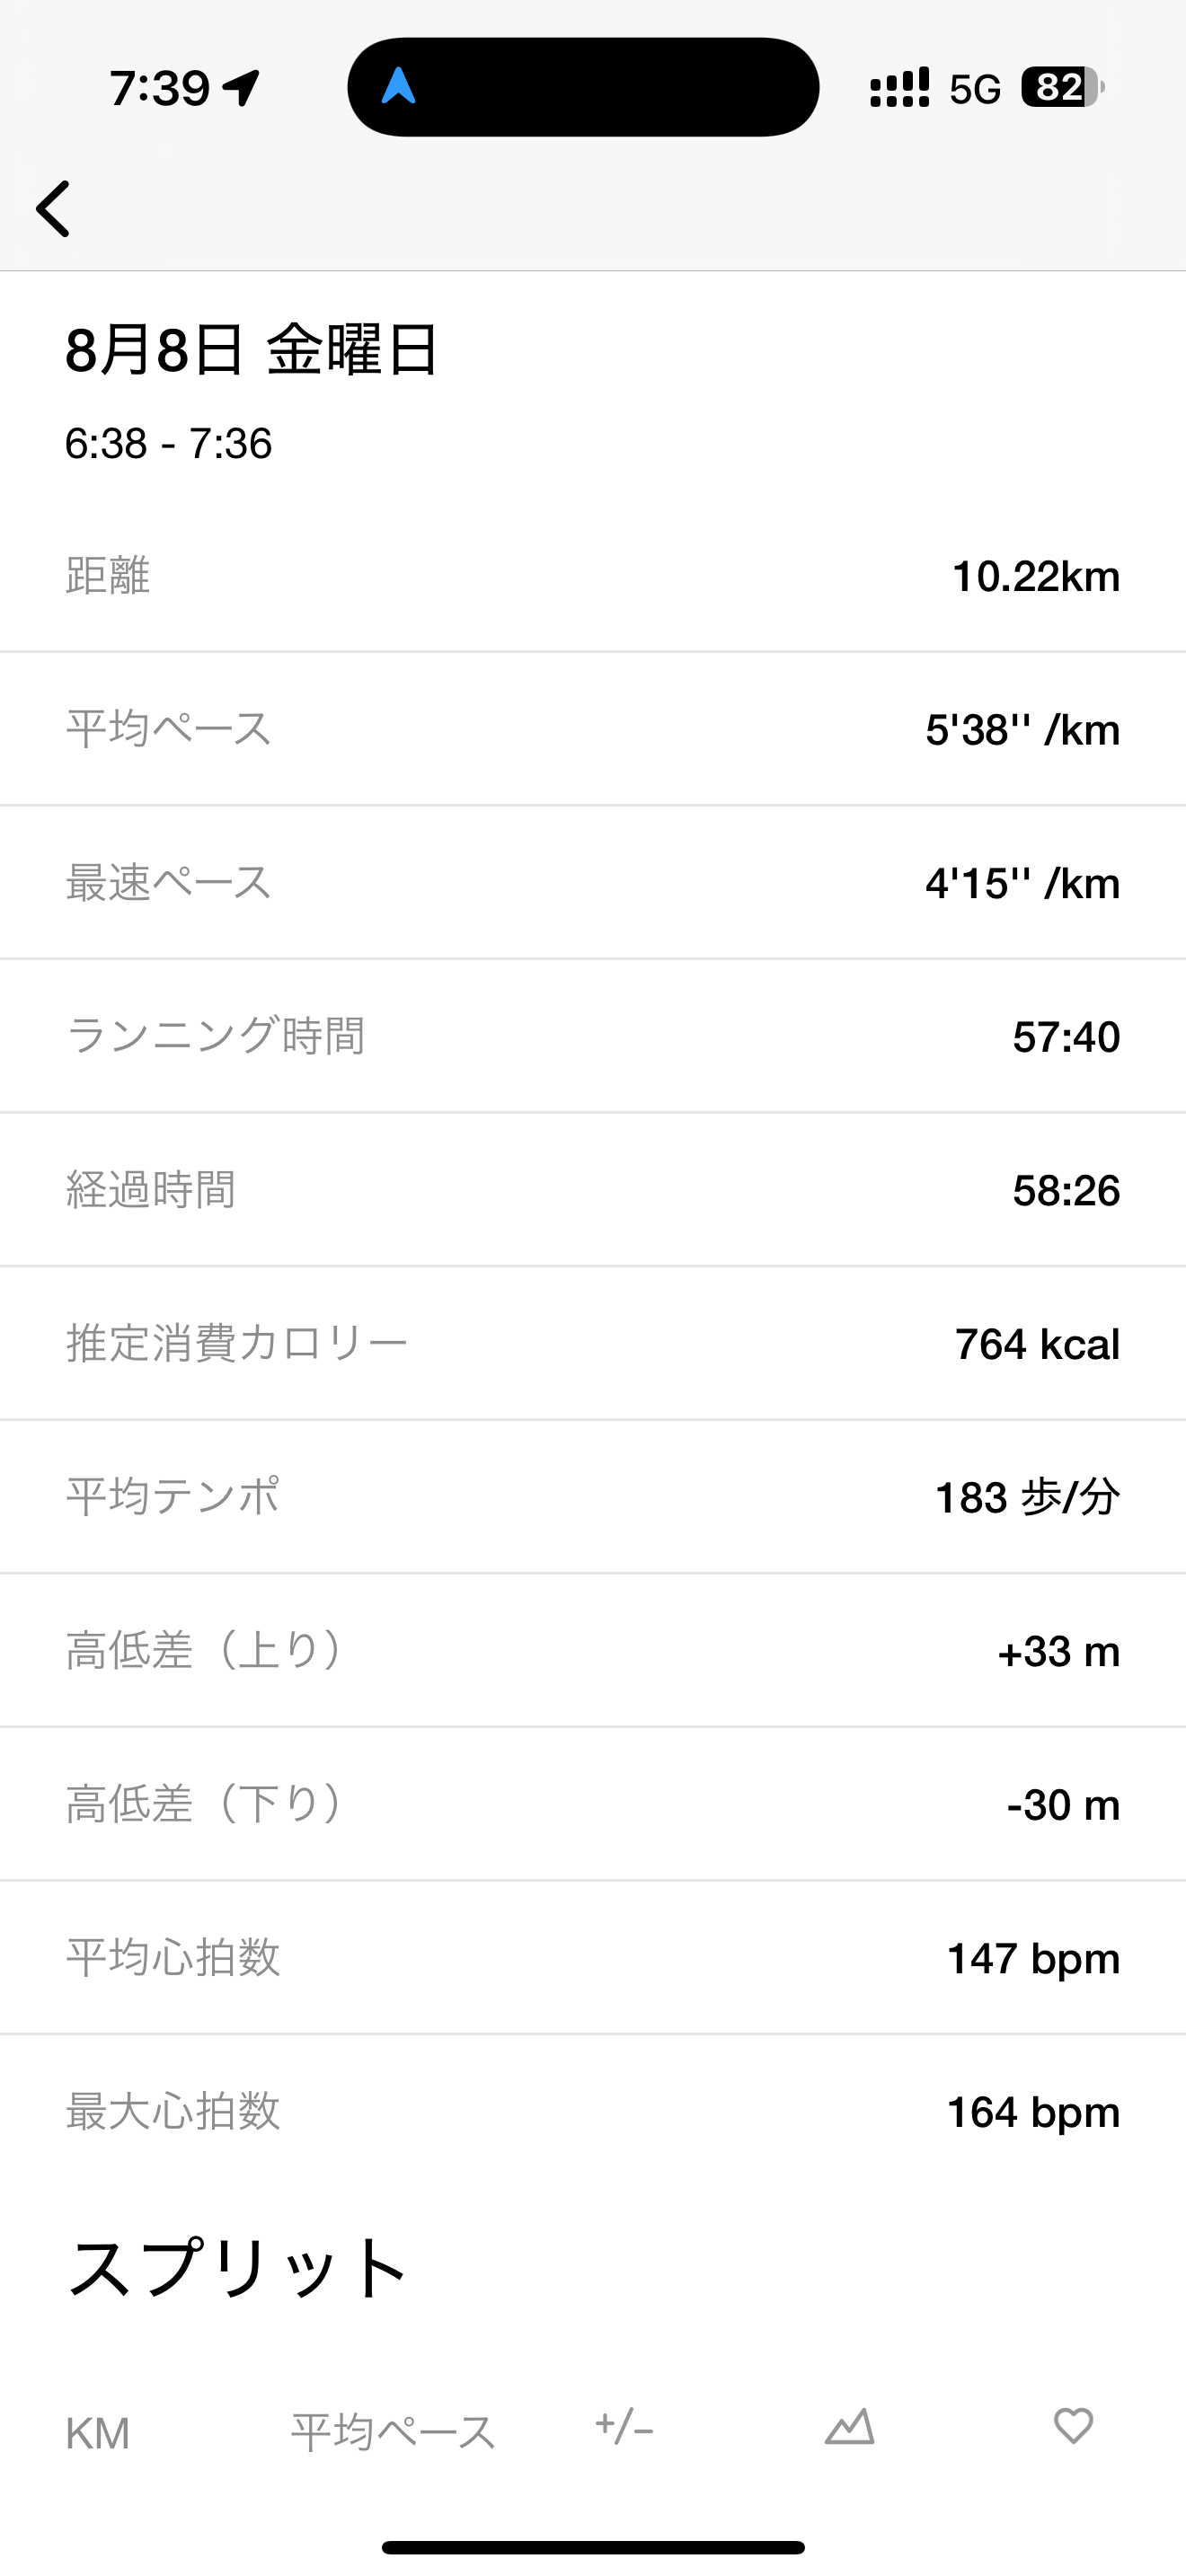 7:39 5G 82
8月8日 金曜日
6:38 - 7:36
距離 10.22km
平均ペース 5'38'' /km
最速ペース 4'15'' /km
ランニング時間 57:40
経過時間 58:26
推定消費カロリー 764 kcal
平均テンポ 183 歩/分
高低差（上り） +33 m
高低差（下り） -30 m
平均心拍数 147 bpm
最大心拍数 164 bpm
スプリット
KM 平均ペース +/-